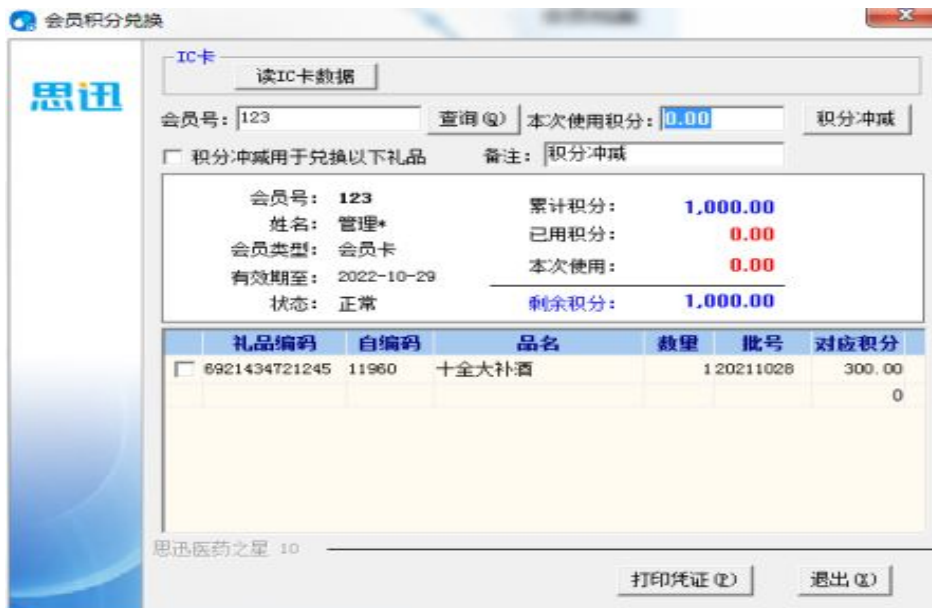 会员积分兑换
思迅
IC卡
读IC卡数据
会员号: 123 查询(Q) 本次使用积分: 0.00 积分冲减
积分冲减用于兑换以下礼品 备注: 积分冲减
会员号: 123 累计积分: 1,000.00
姓名: 管理* 已用积分: 0.00
会员类型: 会员卡 本次使用: 0.00
有效期至: 2022-10-29
状态: 正常 剩余积分: 1,000.00
礼品编码 自编码 品名 数量 批号 对应积分
6921434721245 11960 十全大补酒 1 20211028 300.00
0
思迅医药之星 10
打印凭证(P) 退出(X)